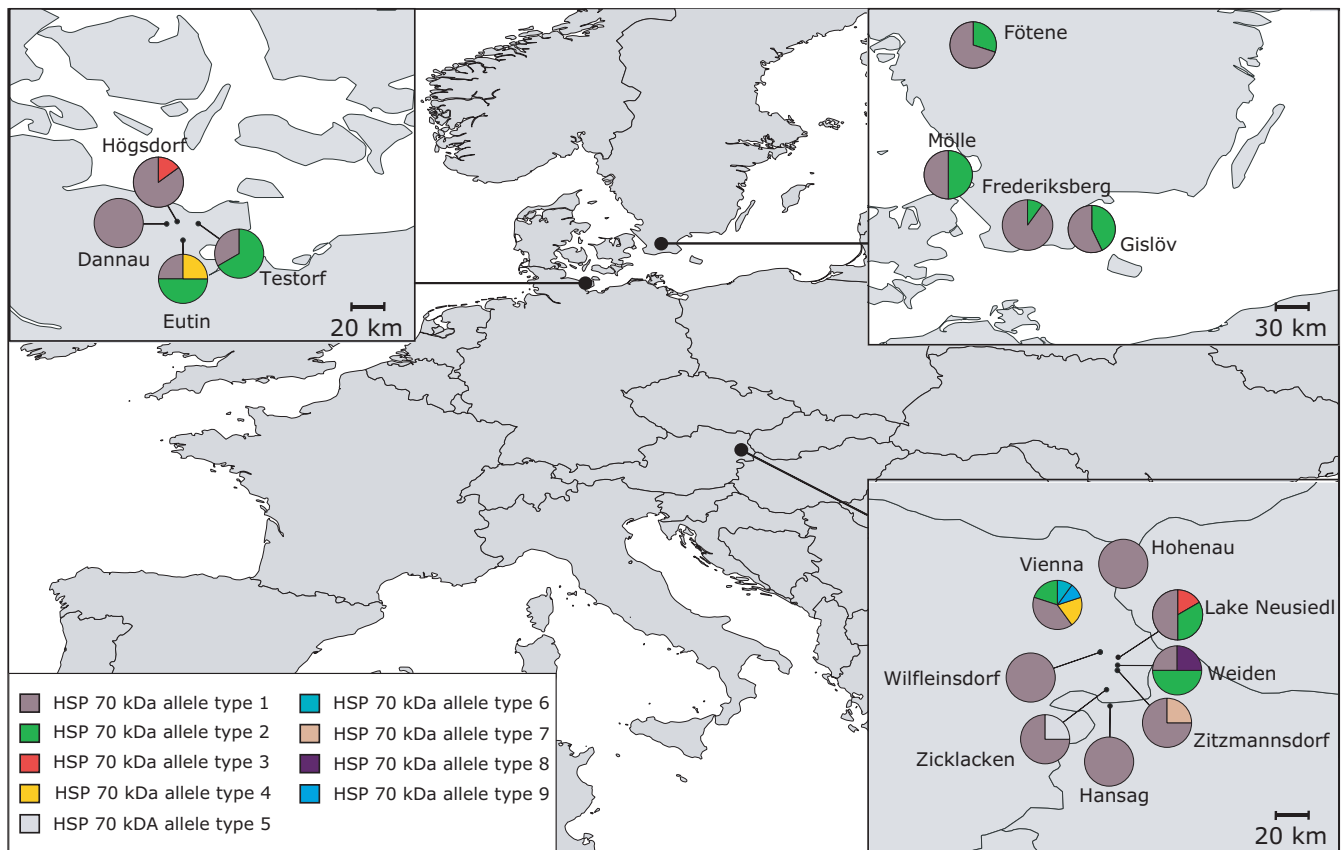 Högsdorf
Dannau
Testorf
Eutin
20 km
Fötene
Mölle
Frederiksberg
Gislöv
30 km
Hohenau
Vienna
Lake Neusiedl
Wilfleinsdorf
Weiden
Zitzmannsdorf
Zicklacken
Hansag
20 km
HSP 70 kDa allele type 1
HSP 70 kDa allele type 2
HSP 70 kDa allele type 3
HSP 70 kDa allele type 4
HSP 70 kDA allele type 5
HSP 70 kDa allele type 6
HSP 70 kDa allele type 7
HSP 70 kDa allele type 8
HSP 70 kDa allele type 9